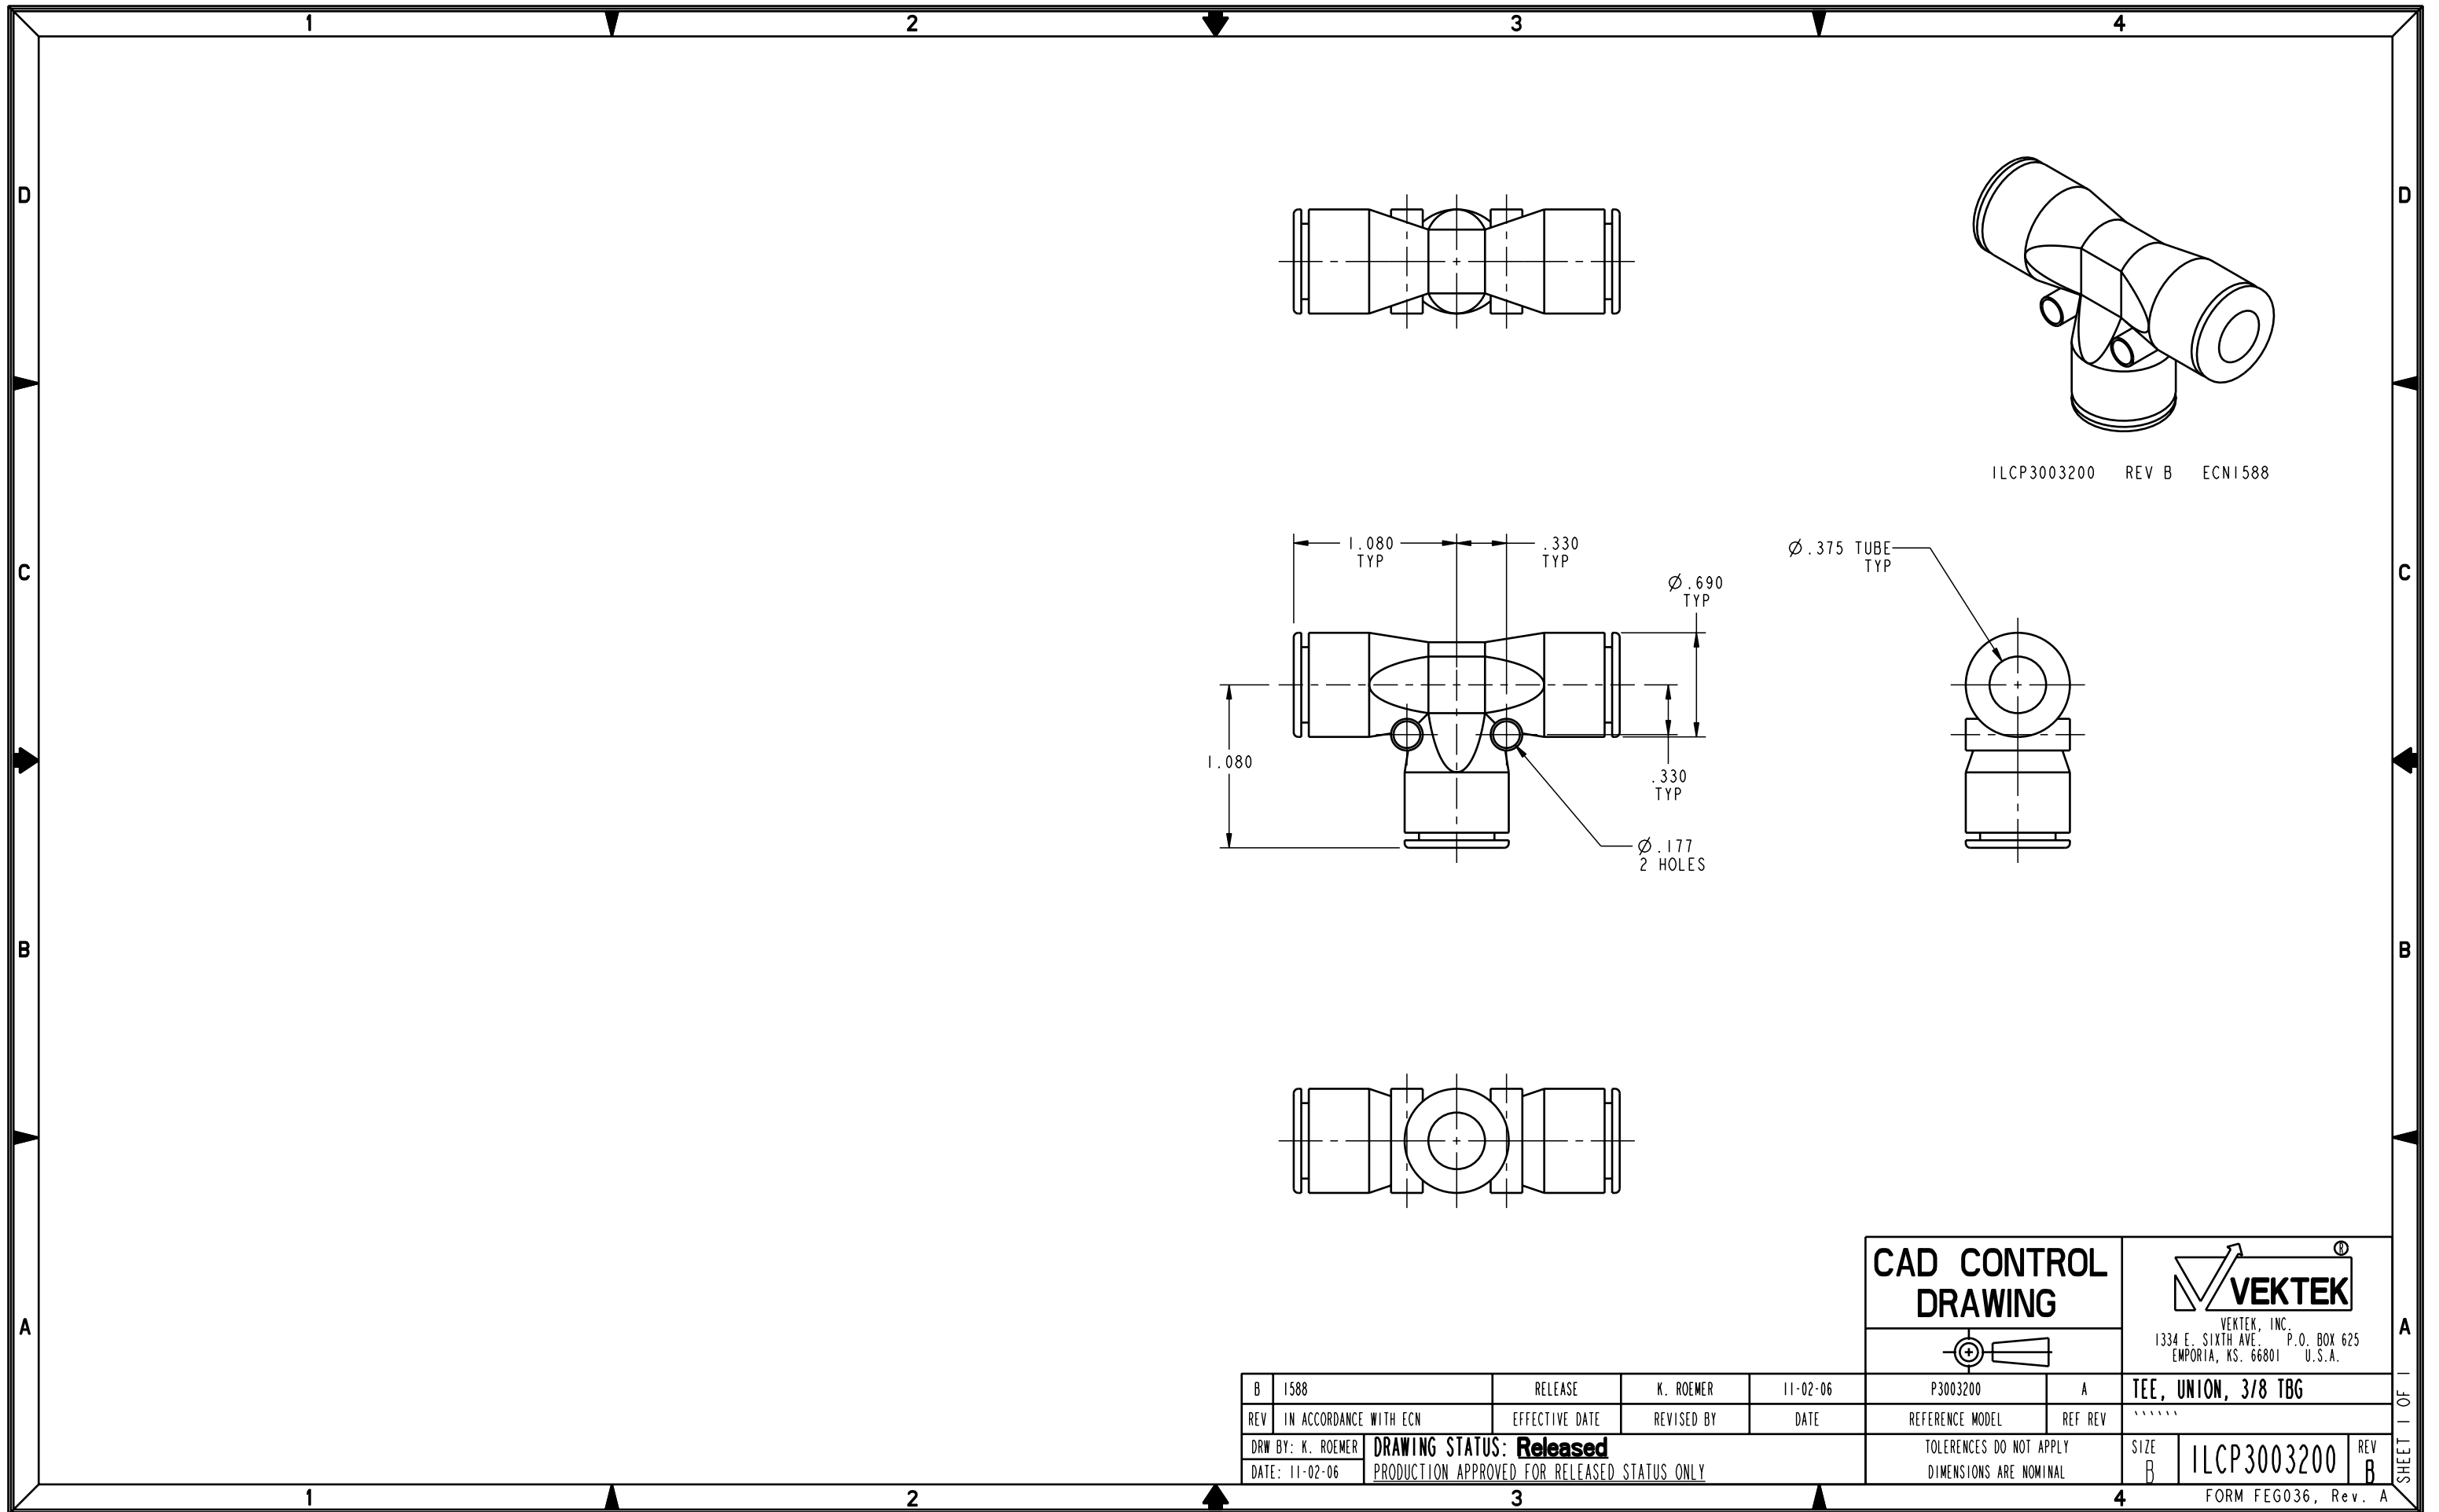 1 2 3 4
D D
ILCP3003200 REV B ECN1588
1.080
TYP
.330
TYP
Ø.690
TYP
Ø.375 TUBE
TYP
C C
1.080
.330
TYP
Ø.177
2 HOLES
B B
CAD CONTROL
DRAWING
VEKTEK ®
VEKTEK, INC.
1334 E. SIXTH AVE. P.O. BOX 625
EMPORIA, KS. 66801 U.S.A.
A A
B 1588 RELEASE K. ROEMER 11-02-06 P3003200 A TEE, UNION, 3/8 TBG
REV IN ACCORDANCE WITH ECN EFFECTIVE DATE REVISED BY DATE REFERENCE MODEL REF REV ``````
DRW BY: K. ROEMER
DATE: 11-02-06
DRAWING STATUS: Released
PRODUCTION APPROVED FOR RELEASED STATUS ONLY
TOLERENCES DO NOT APPLY
DIMENSIONS ARE NOMINAL
SIZE
B
ILCP3003200
REV
B
SHEET 1 OF 1
FORM FEG036, Rev. A
1 2 3 4